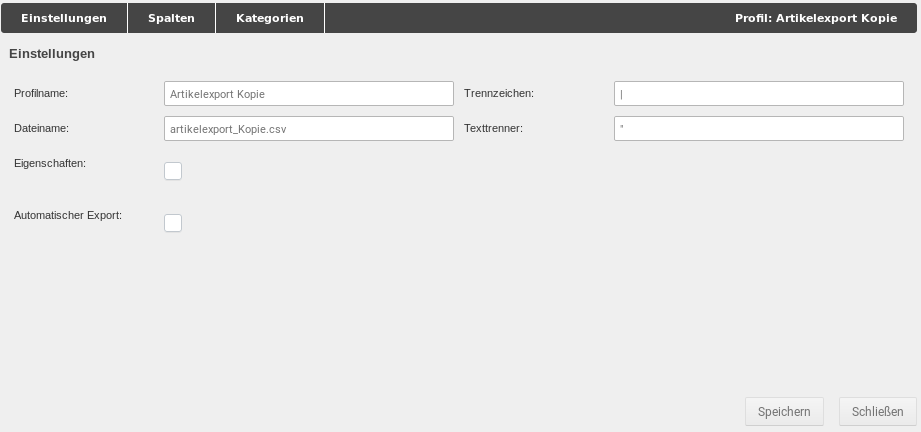 Einstellungen Spalten Kategorien Profil: Artikelexport Kopie
Einstellungen
Profilname: Artikelexport Kopie Trennzeichen: |
Dateiname: artikelexport_Kopie.csv Texttrenner: "
Eigenschaften:
Automatischer Export:
Speichern Schließen